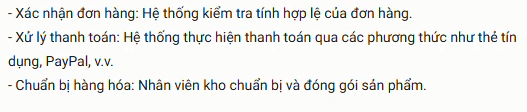 - Xác nhận đơn hàng: Hệ thống kiểm tra tính hợp lệ của đơn hàng.
- Xử lý thanh toán: Hệ thống thực hiện thanh toán qua các phương thức như thẻ tín
dụng, PayPal, v.v.
- Chuẩn bị hàng hóa: Nhân viên kho chuẩn bị và đóng gói sản phẩm.